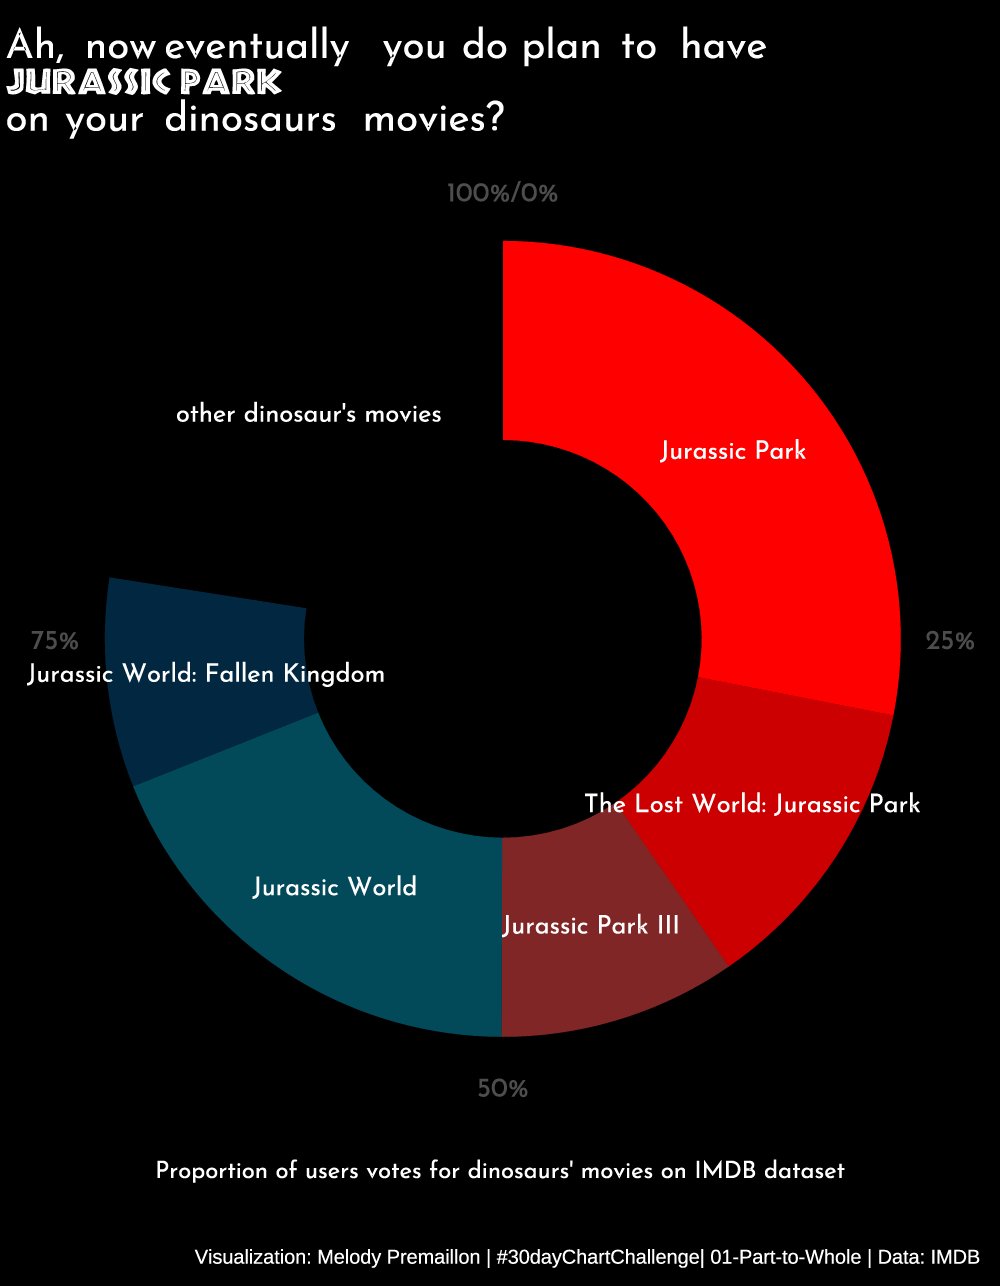 Ah, now eventually you do plan to have
JURASSIC PARK
on your dinosaurs movies?
100%/0%
other dinosaur's movies
Jurassic Park
75%
25%
Jurassic World: Fallen Kingdom
The Lost World: Jurassic Park
Jurassic World
Jurassic Park III
50%
Proportion of users votes for dinosaurs' movies on IMDB dataset
Visualization: Melody Premaillon | #30dayChartChallenge| 01-Part-to-Whole | Data: IMDB